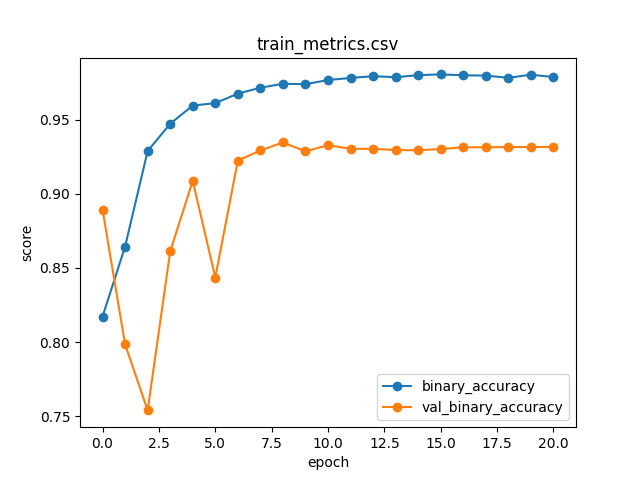 train_metrics.csv
score
0.95
0.90
0.85
0.80
0.75
binary_accuracy
val_binary_accuracy
0.0 2.5 5.0 7.5 10.0 12.5 15.0 17.5 20.0
epoch